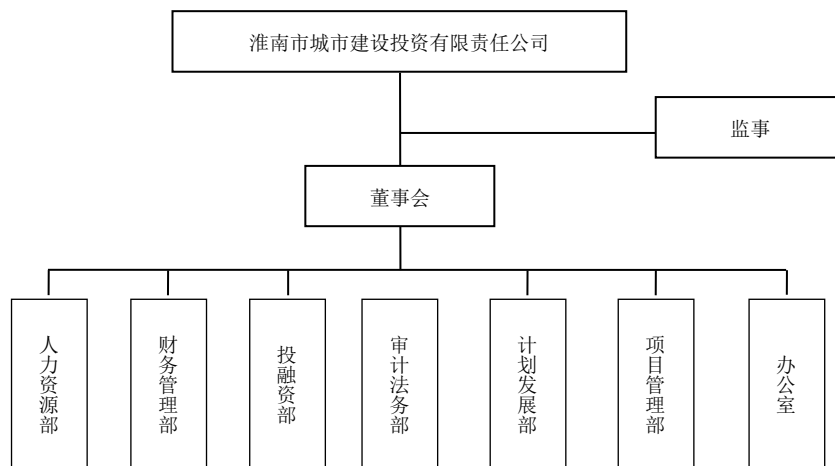 淮南市城市建设投资有限责任公司
监事
董事会
人力资源部
财务管理部
投融资部
审计法务部
计划发展部
项目管理部
办公室